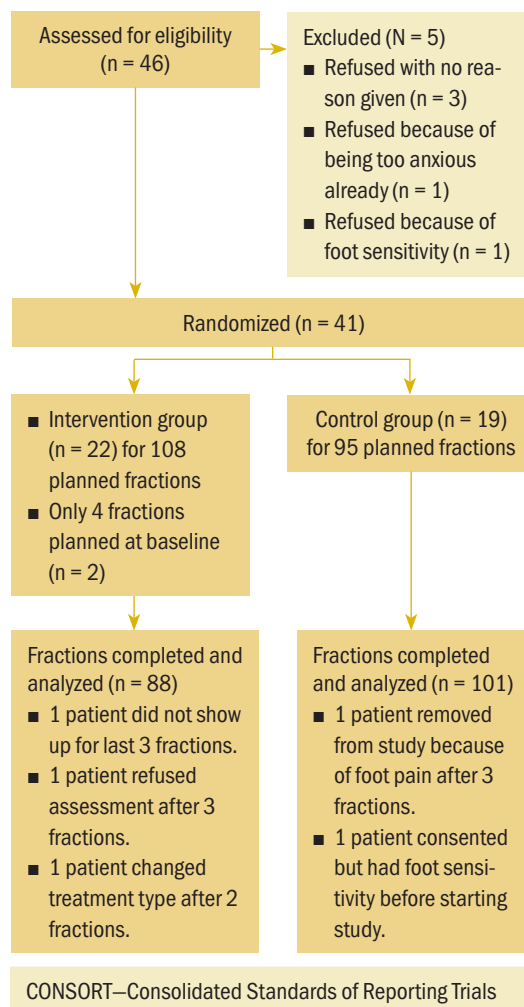 Assessed for eligibility
(n = 46)
Excluded (N = 5)
■ Refused with no rea-
son given (n = 3)
■ Refused because of
being too anxious
already (n = 1)
■ Refused because of
foot sensitivity (n = 1)
Randomized (n = 41)
■ Intervention group
(n = 22) for 108
planned fractions
■ Only 4 fractions
planned at baseline
(n = 2)
Control group (n = 19)
for 95 planned fractions
Fractions completed and
analyzed (n = 88)
■ 1 patient did not show
up for last 3 fractions.
■ 1 patient refused
assessment after 3
fractions.
■ 1 patient changed
treatment type after 2
fractions.
Fractions completed
and analyzed (n = 101)
■ 1 patient removed
from study because
of foot pain after 3
fractions.
■ 1 patient consented
but had foot sensi-
tivity before starting
study.
CONSORT—Consolidated Standards of Reporting Trials